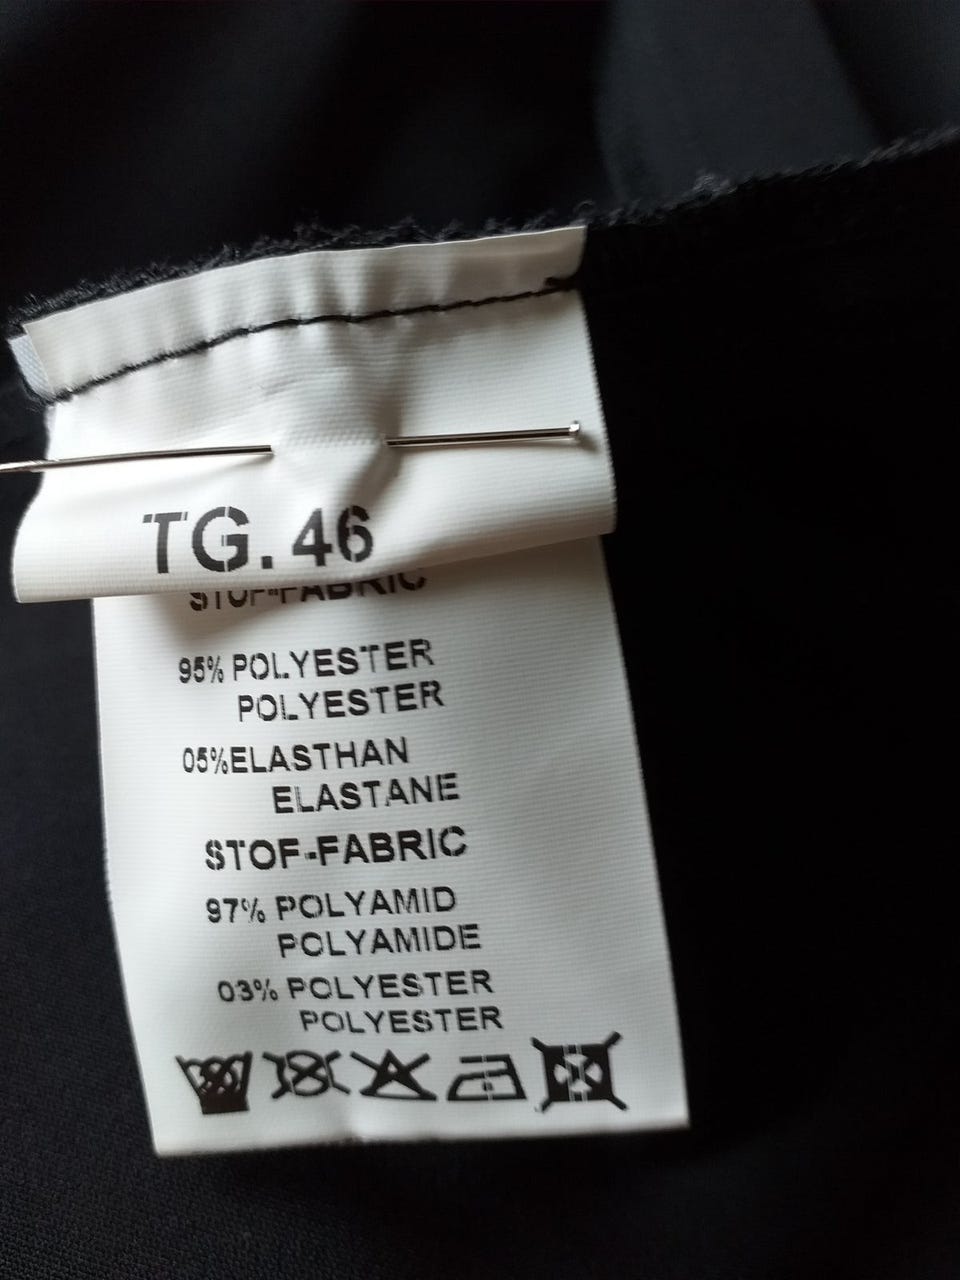 TG. 46
STOF-FABRIC
95% POLYESTER
POLYESTER
05%ELASTHAN
ELASTANE
STOF-FABRIC
97% POLYAMID
POLYAMIDE
03% POLYESTER
POLYESTER